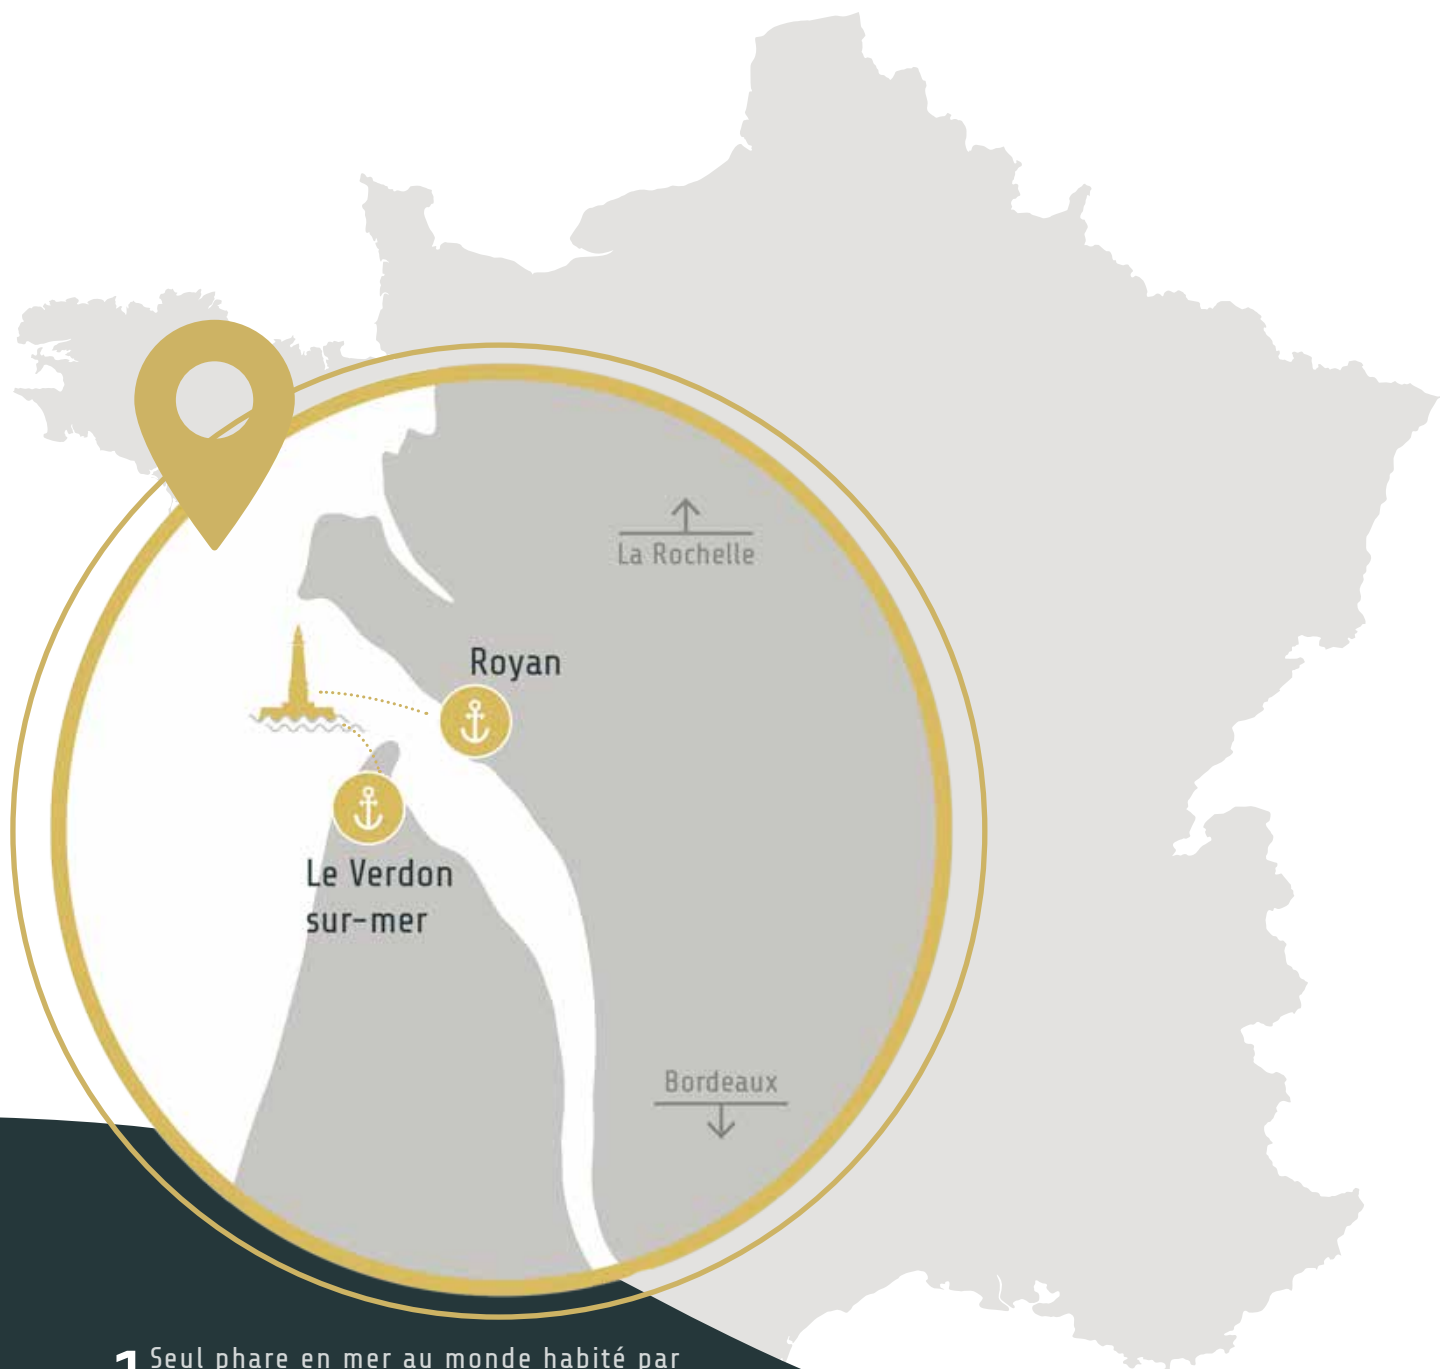 La Rochelle
Royan
Le Verdon
sur-mer
Bordeaux
1 Seul phare en mer au monde habité par